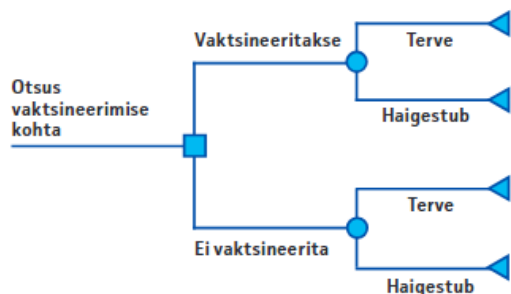 Vaktsineeritakse
Terve
Otsus
vaktsineerimise
kohta
Haigestub
Terve
Ei vaktsineerita
Haigestub